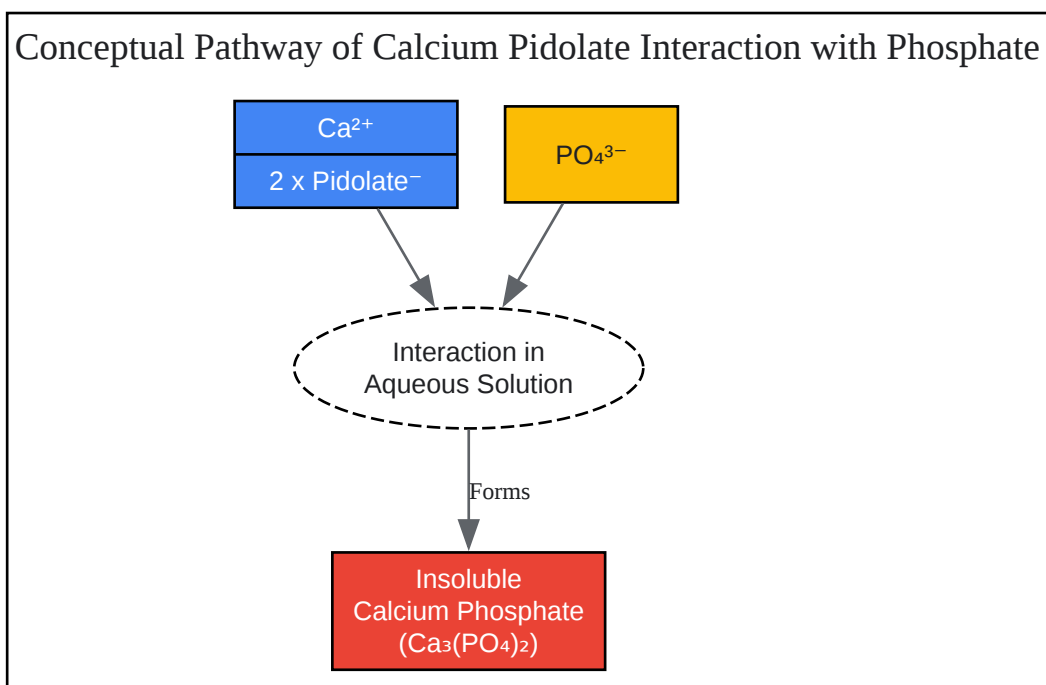 Conceptual Pathway of Calcium Pidolate Interaction with Phosphate
Ca²⁺
2 x Pidolate⁻
PO₄³⁻
Interaction in
Aqueous Solution
Forms
Insoluble
Calcium Phosphate
(Ca₃(PO₄)₂)